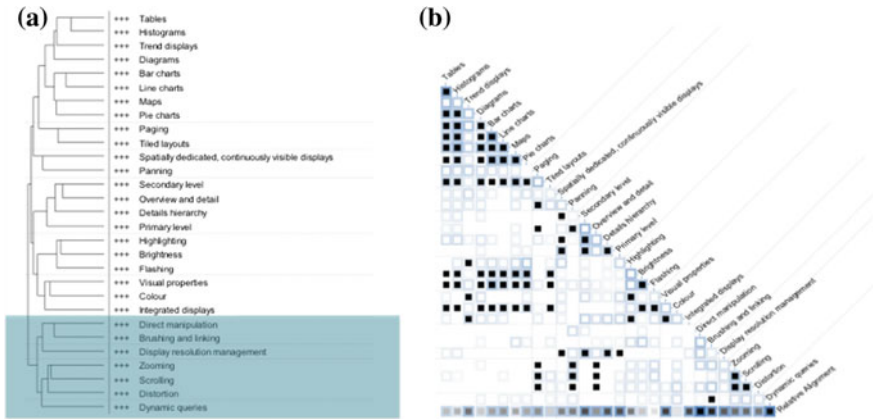 (a)
+++ Tables
+++ Histograms
+++ Trend displays
+++ Diagrams
+++ Bar charts
+++ Line charts
+++ Maps
+++ Pie charts
+++ Paging
+++ Tiled layouts
+++ Spatially dedicated, continuously visible displays
+++ Panning
+++ Secondary level
+++ Overview and detail
+++ Details hierarchy
+++ Primary level
+++ Highlighting
+++ Brightness
+++ Flashing
+++ Visual properties
+++ Colour
+++ Integrated displays
+++ Direct manipulation
+++ Brushing and linking
+++ Display resolution management
+++ Zooming
+++ Scrolling
+++ Distortion
+++ Dynamic queries
(b)
Tables
Histograms
Trend displays
Diagrams
Bar charts
Line charts
Maps
Pie charts
Paging
Tiled layouts
Spatially dedicated, continuously visible displays
Panning
Secondary level
Overview and detail
Details hierarchy
Primary level
Highlighting
Brightness
Flashing
Visual properties
Colour
Integrated displays
Direct manipulation
Brushing and linking
Display resolution management
Zooming
Scrolling
Distortion
Dynamic queries
Relative Alignment